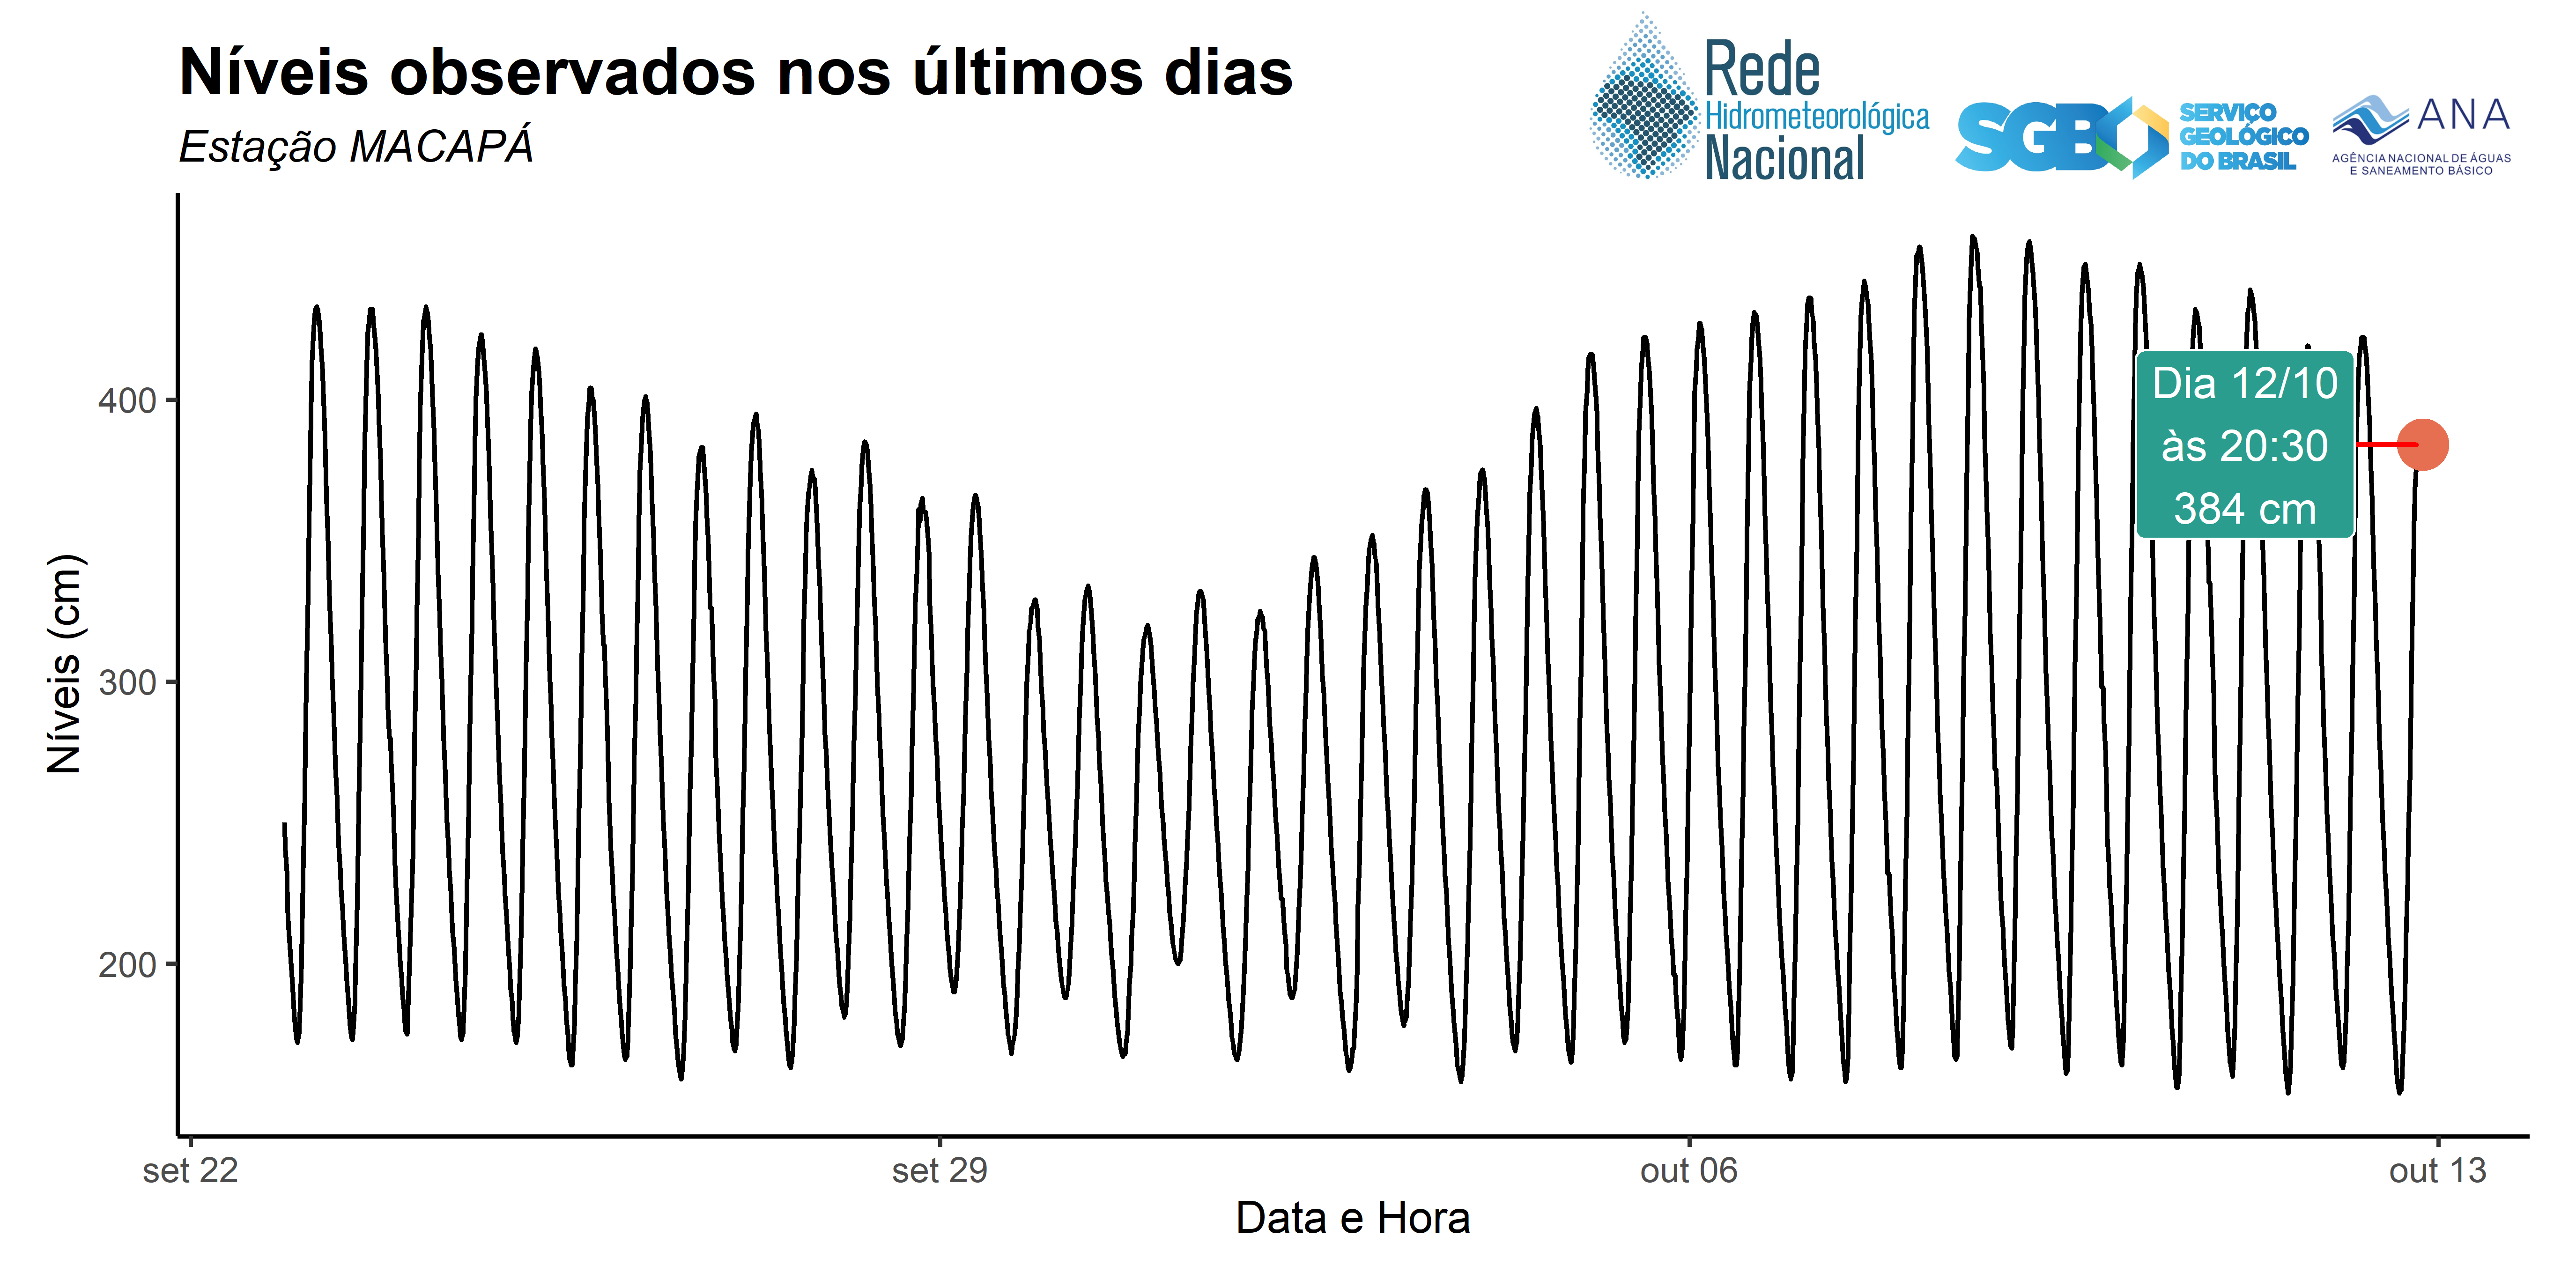 Níveis observados nos últimos dias
Estação MACAPÁ
Rede
Hidrometeorológica
Nacional
SGB
SERVIÇO
GEOLÓGICO
DO BRASIL
ANA
AGÊNCIA NACIONAL DE ÁGUAS
E SANEAMENTO BÁSICO
Níveis (cm)
400
300
200
Dia 12/10
às 20:30
384 cm
set 22
set 29
out 06
out 13
Data e Hora